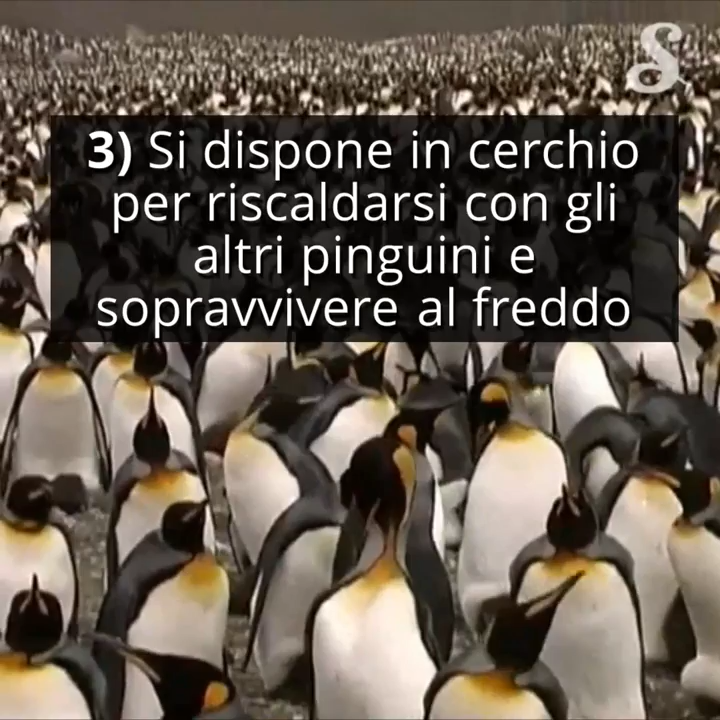 3) Si dispone in cerchio
per riscaldarsi con gli
altri pinguini e
sopravvivere al freddo